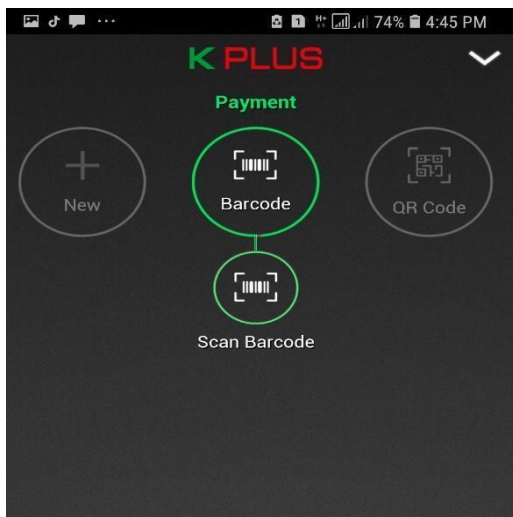 74% 4:45 PM
K PLUS
Payment
New
Barcode
QR Code
Scan Barcode